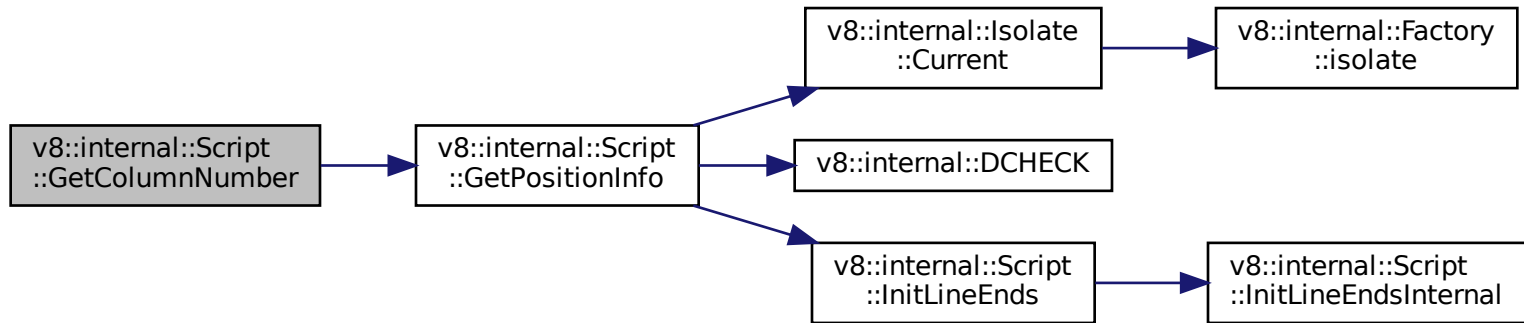 v8::internal::Script
::GetColumnNumber
v8::internal::Script
::GetPositionInfo
v8::internal::Isolate
::Current
v8::internal::Factory
::isolate
v8::internal::DCHECK
v8::internal::Script
::InitLineEnds
v8::internal::Script
::InitLineEndsInternal